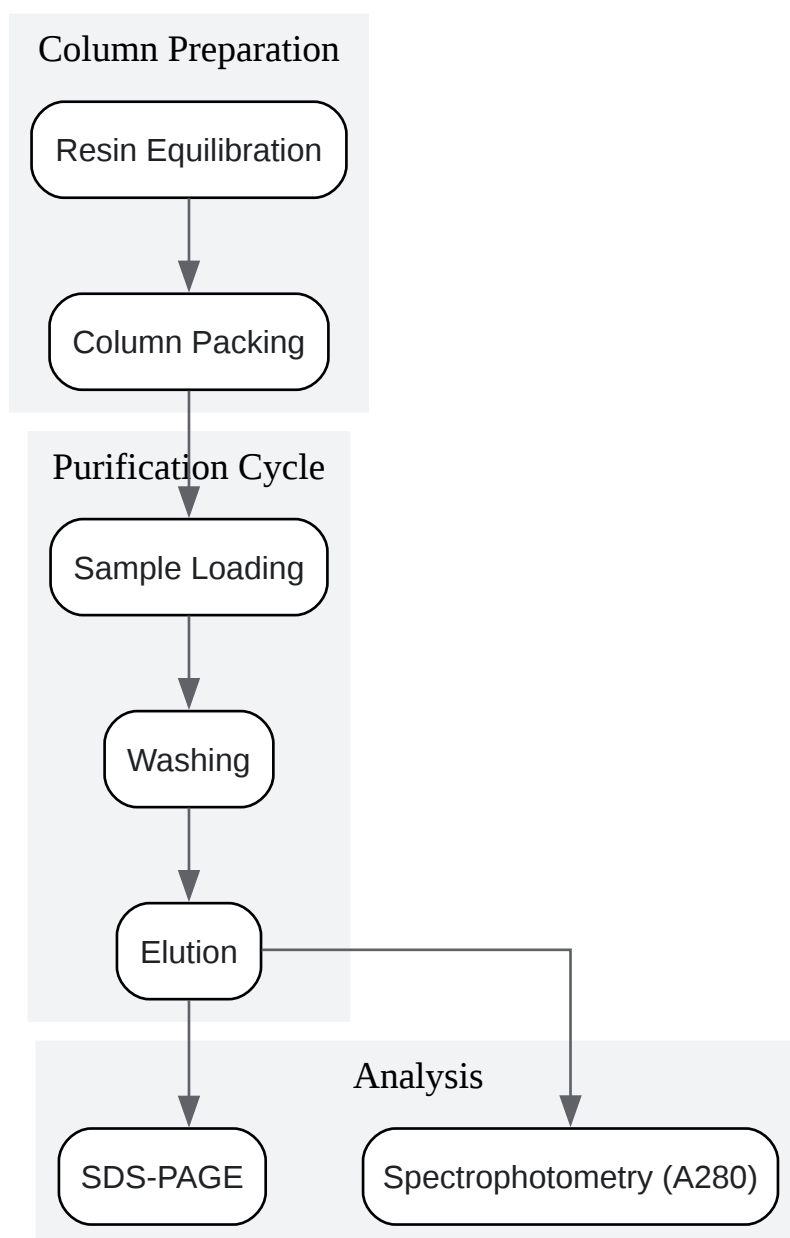 Column Preparation
Resin Equilibration
Column Packing
Purification Cycle
Sample Loading
Washing
Elution
Analysis
SDS-PAGE
Spectrophotometry (A280)